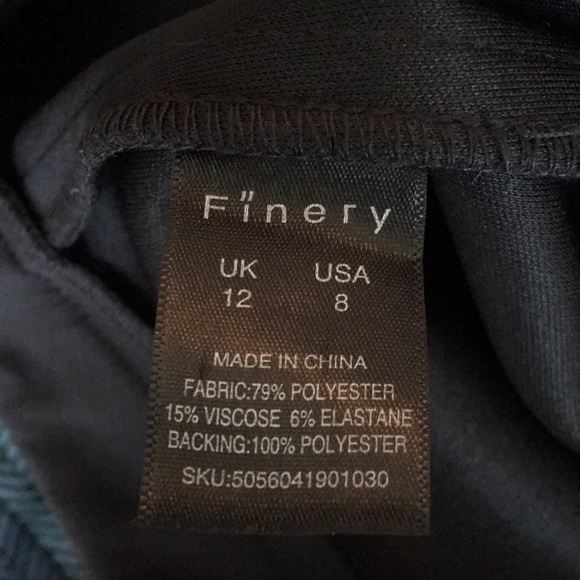 Finery
UK USA
12 8
MADE IN CHINA
FABRIC:79% POLYESTER
15% VISCOSE 6% ELASTANE
BACKING:100% POLYESTER
SKU:5056041901030